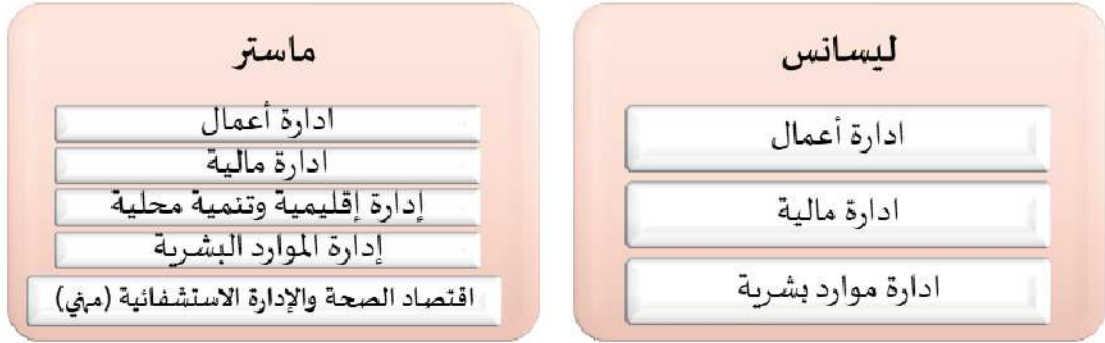 ليسانس
ادارة أعمال
ادارة مالية
ادارة موارد بشرية
ماستر
ادارة أعمال
ادارة مالية
إدارة إقليمية وتنمية محلية
إدارة الموارد البشرية
اقتصاد الصحة والإدارة الاستشفائية (مهني)